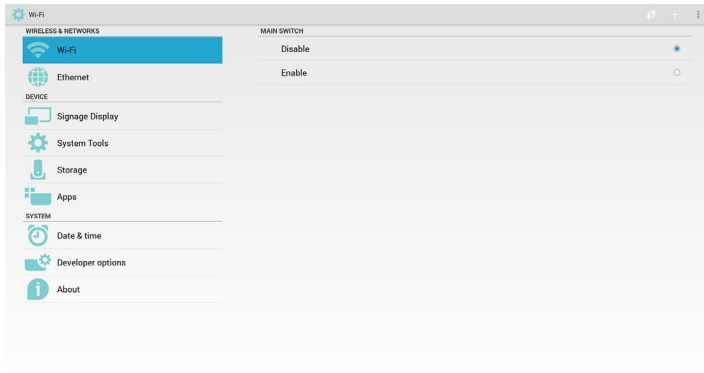 Wi-Fi
WIRELESS & NETWORKS
Wi-Fi
Ethernet
DEVICE
Signage Display
System Tools
Storage
Apps
SYSTEM
Date & time
Developer options
About
MAIN SWITCH
Disable
Enable